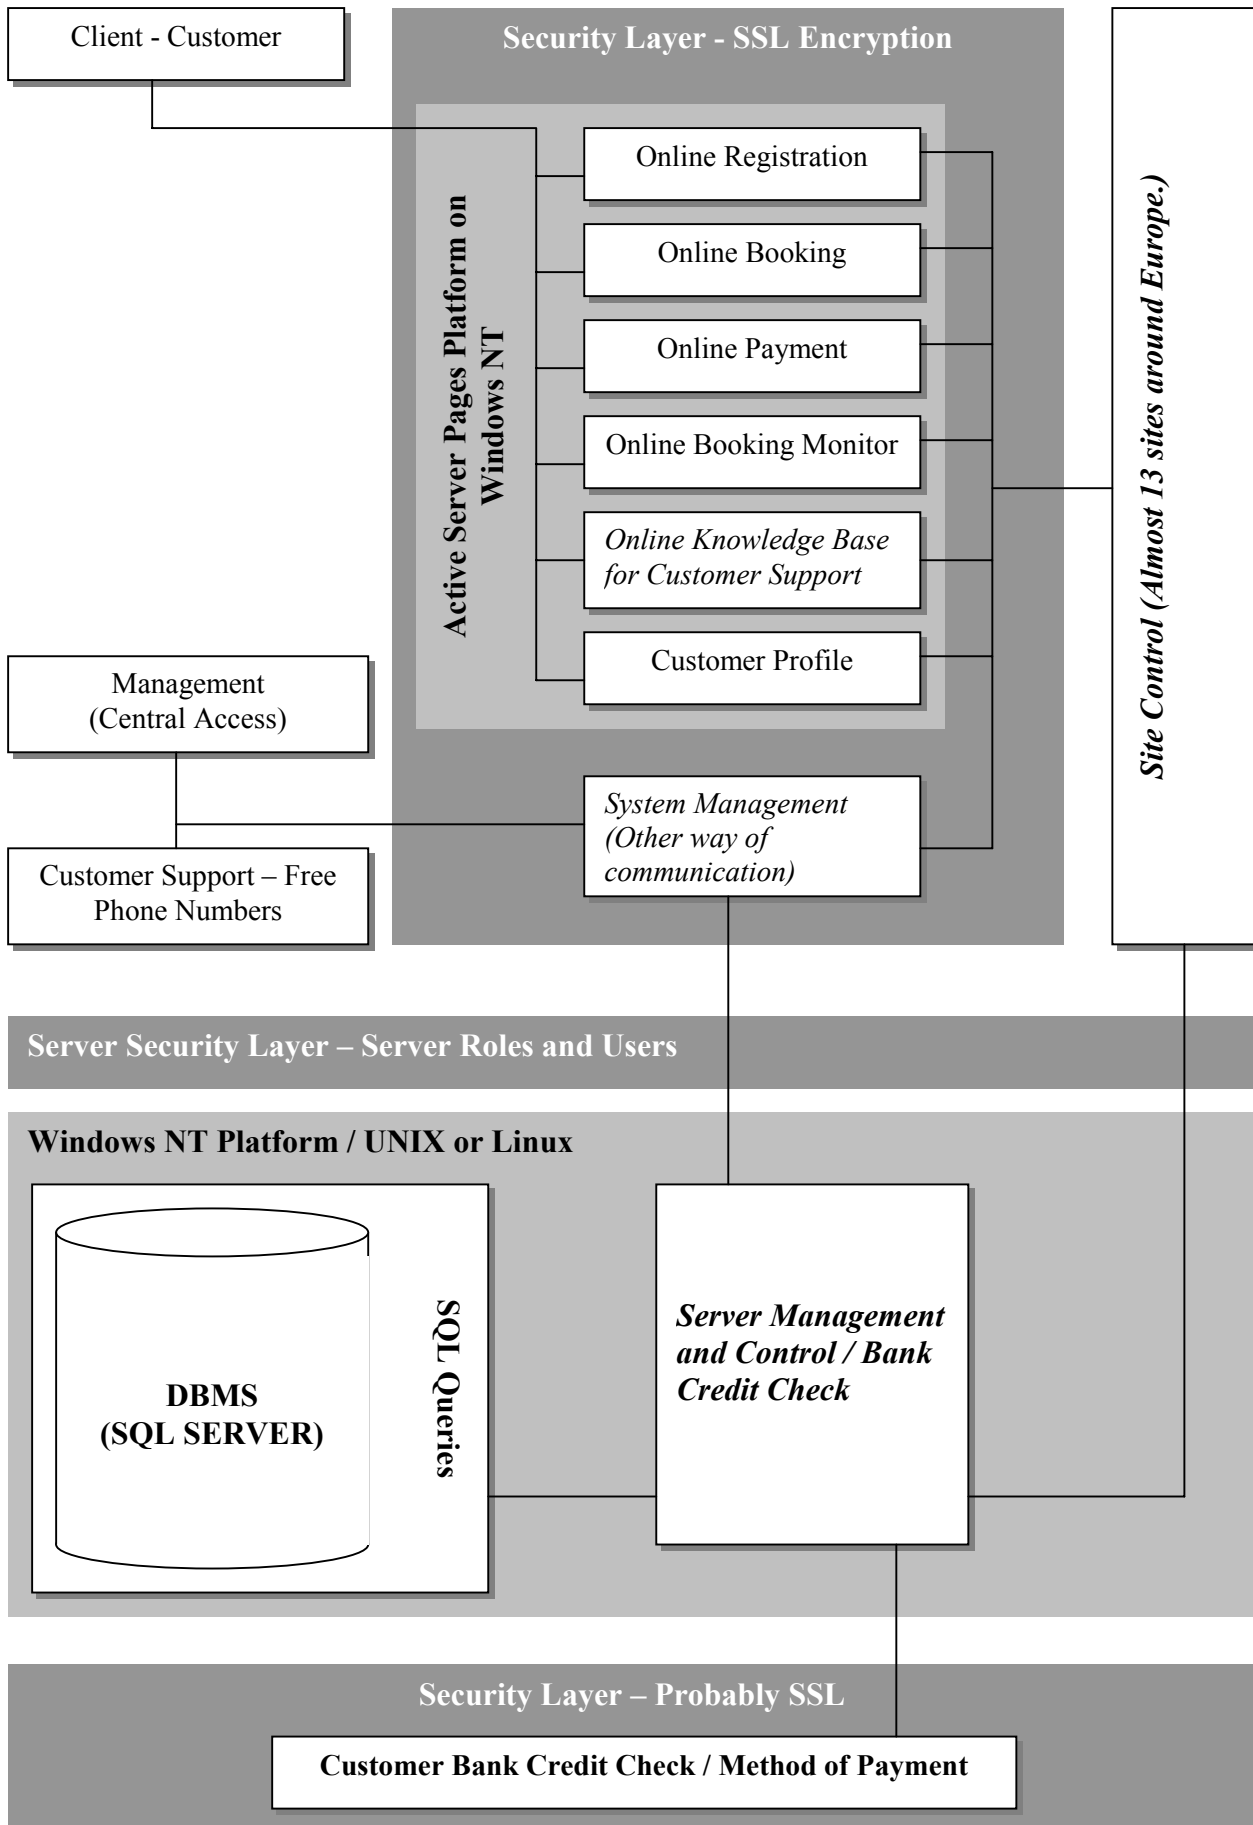 Client - Customer
Security Layer - SSL Encryption
Active Server Pages Platform on
Windows NT
Online Registration
Online Booking
Online Payment
Online Booking Monitor
Online Knowledge Base
for Customer Support
Customer Profile
Site Control (Almost 13 sites around Europe.)
Management
(Central Access)
System Management
(Other way of
communication)
Customer Support – Free
Phone Numbers
Server Security Layer – Server Roles and Users
Windows NT Platform / UNIX or Linux
DBMS
(SQL SERVER)
SQL Queries
Server Management
and Control / Bank
Credit Check
Security Layer – Probably SSL
Customer Bank Credit Check / Method of Payment